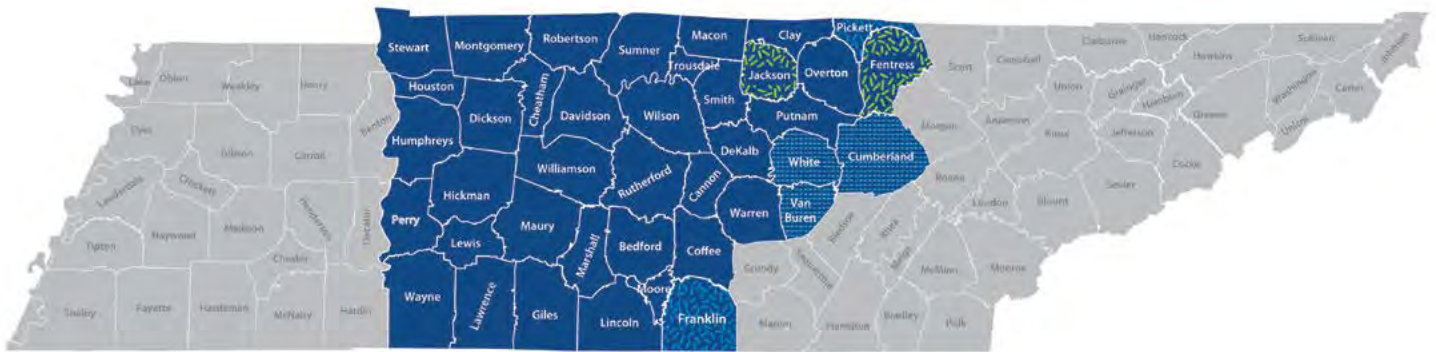 Stewart
Montgomery
Robertson
Sumner
Macon
Clay
Pickett
Trousdale
Jackson
Overton
Fentress
Houston
Cheatham
Dickson
Davidson
Wilson
Smith
Putnam
Humphreys
Williamson
Rutherford
Cannon
DeKalb
White
Cumberland
Hickman
Perry
Lewis
Maury
Marshall
Bedford
Coffee
Warren
Van
Buren
Wayne
Lawrence
Giles
Lincoln
Moore
Franklin
Lake
Obion
Weakley
Henry
Benton
Dyer
Gibson
Carroll
Lauderdale
Crockett
Henderson
Decatur
Tipton
Haywood
Madison
Chester
Shelby
Fayette
Hardeman
McNairy
Hardin
Scott
Campbell
Claiborne
Hancock
Hawkins
Sullivan
Johnson
Union
Grainger
Hamblen
Greene
Washington
Carter
Unicoi
Morgan
Anderson
Knox
Jefferson
Cocke
Roane
Loudon
Blount
Sevier
Bledsoe
Rhea
Meigs
McMinn
Monroe
Grundy
Sequatchie
Marion
Hamilton
Bradley
Polk